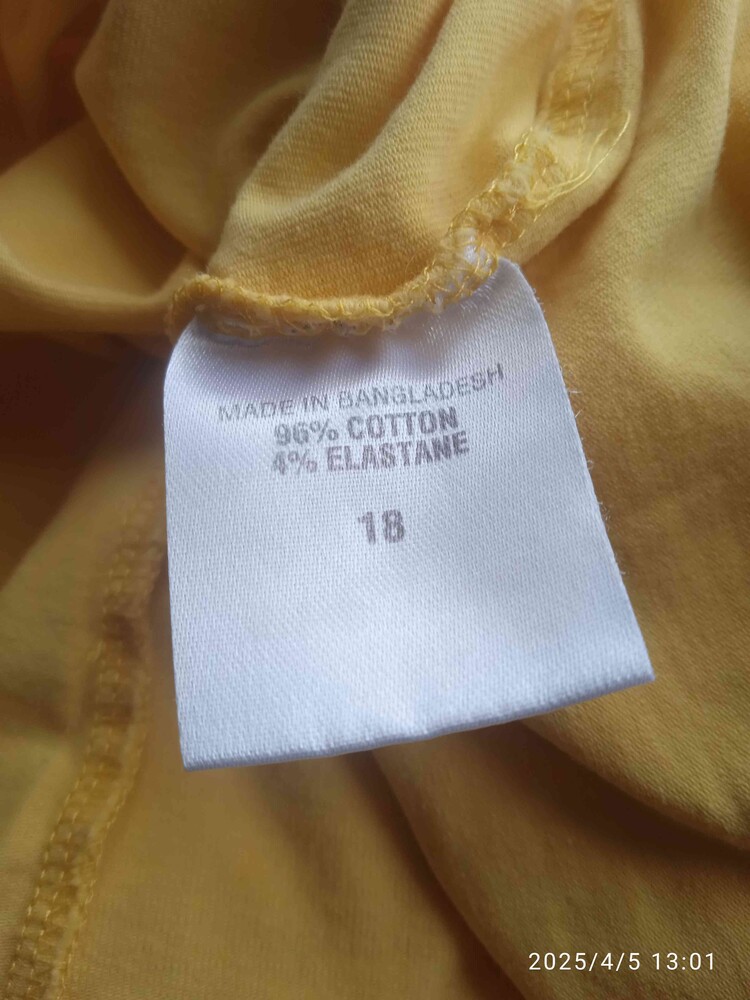 MADE IN BANGLADESH
96% COTTON
4% ELASTANE
18
2025/4/5 13:01